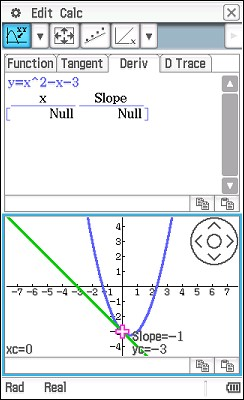 Edit Calc
Function Tangent Deriv D Trace
y=x^2-x-3
x Slope
[ Null Null ]
4
3
2
1
-7 -6 -5 -4 -3 -2 -1 0 1 2 3 4 5 6 7
-1
-2
-3
-4
Slope=-1
xc=0 yc=-3
Rad Real